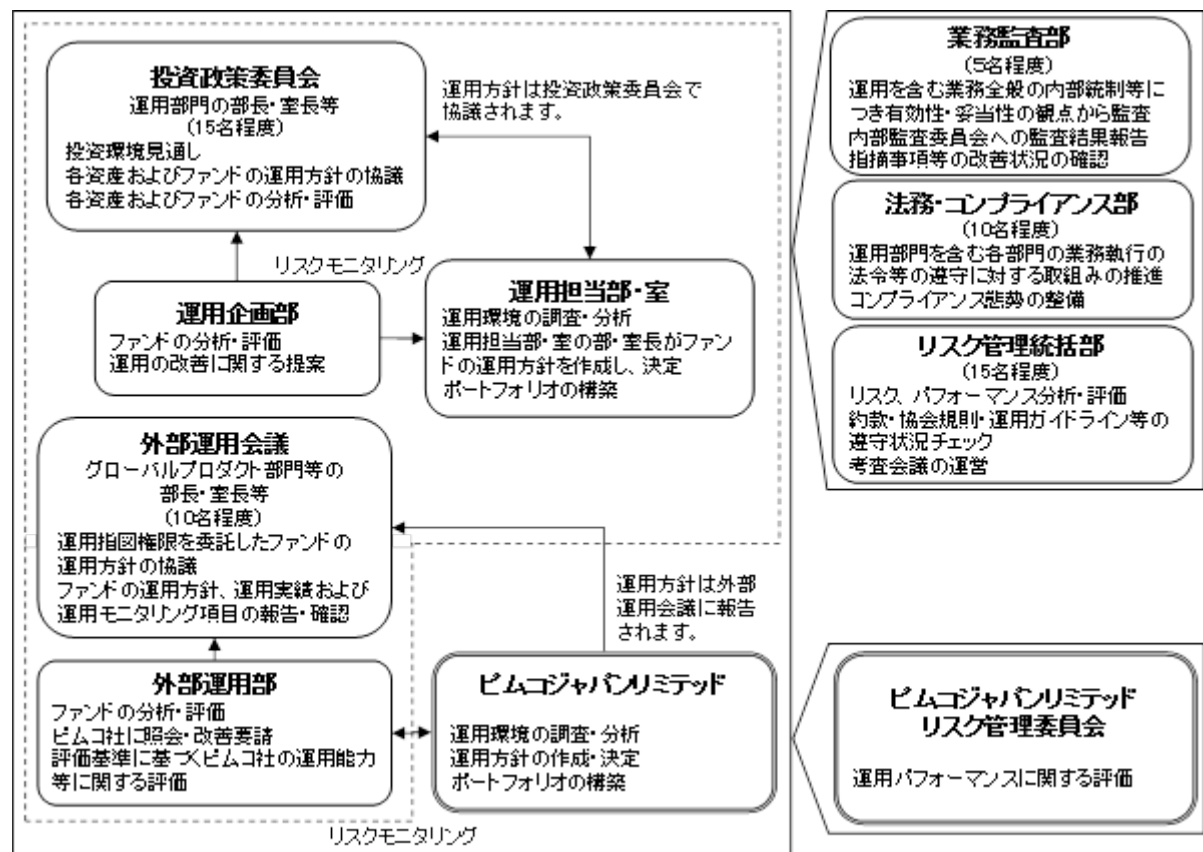 投資政策委員会
運用部門の部長・室長等
(15名程度)
投資環境見通し
各資産およびファンドの運用方針の協議
各資産およびファンドの分析・評価
運用方針は投資政策委員会で
協議されます。
リスクモニタリング
運用企画部
ファンドの分析・評価
運用の改善に関する提案
運用担当部・室
運用環境の調査・分析
運用担当部・室の部・室長がファン
ドの運用方針を作成し、決定
ポートフォリオの構築
外部運用会議
グローバルプロダクト部門等の
部長・室長等
(10名程度)
運用指図権限を委託したファンドの
運用方針の協議
ファンドの運用方針、運用実績および
運用モニタリング項目の報告・確認
運用方針は外部
運用会議に報告
されます。
外部運用部
ファンドの分析・評価
ピムコ社に照会・改善要請
評価基準に基づくピムコ社の運用能力
等に関する評価
ピムコジャパンリミテッド
運用環境の調査・分析
運用方針の作成・決定
ポートフォリオの構築
リスクモニタリング
業務監査部
(5名程度)
運用を含む業務全般の内部統制等に
つき有効性・妥当性の観点から監査
内部監査委員会への監査結果報告
指摘事項等の改善状況の確認
法務・コンプライアンス部
(10名程度)
運用部門を含む各部門の業務執行の
法令等の遵守に対する取組みの推進
コンプライアンス態勢の整備
リスク管理統括部
(15名程度)
リスク、パフォーマンス分析・評価
約款・協会規則・運用ガイドライン等の
遵守状況チェック
考査会議の運営
ピムコジャパンリミテッド
リスク管理委員会
運用パフォーマンスに関する評価